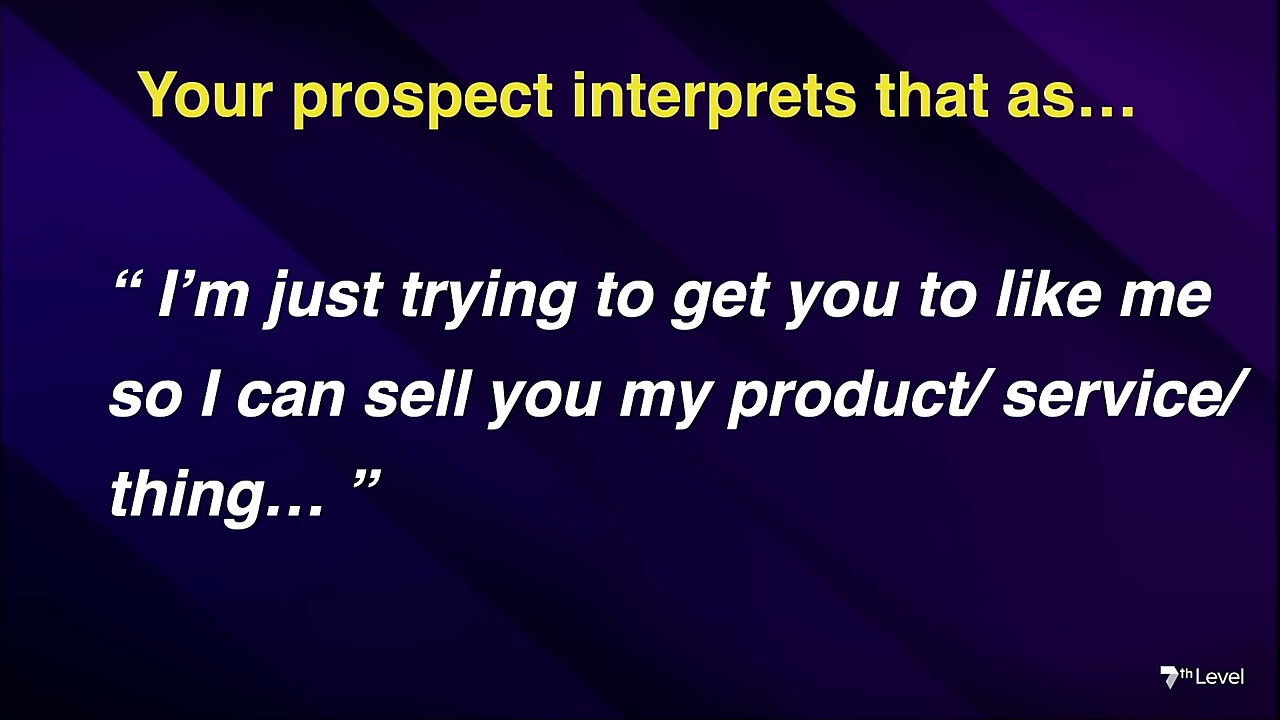 Your prospect interprets that as…
“ I’m just trying to get you to like me
so I can sell you my product/ service/
thing… ”
7th Level